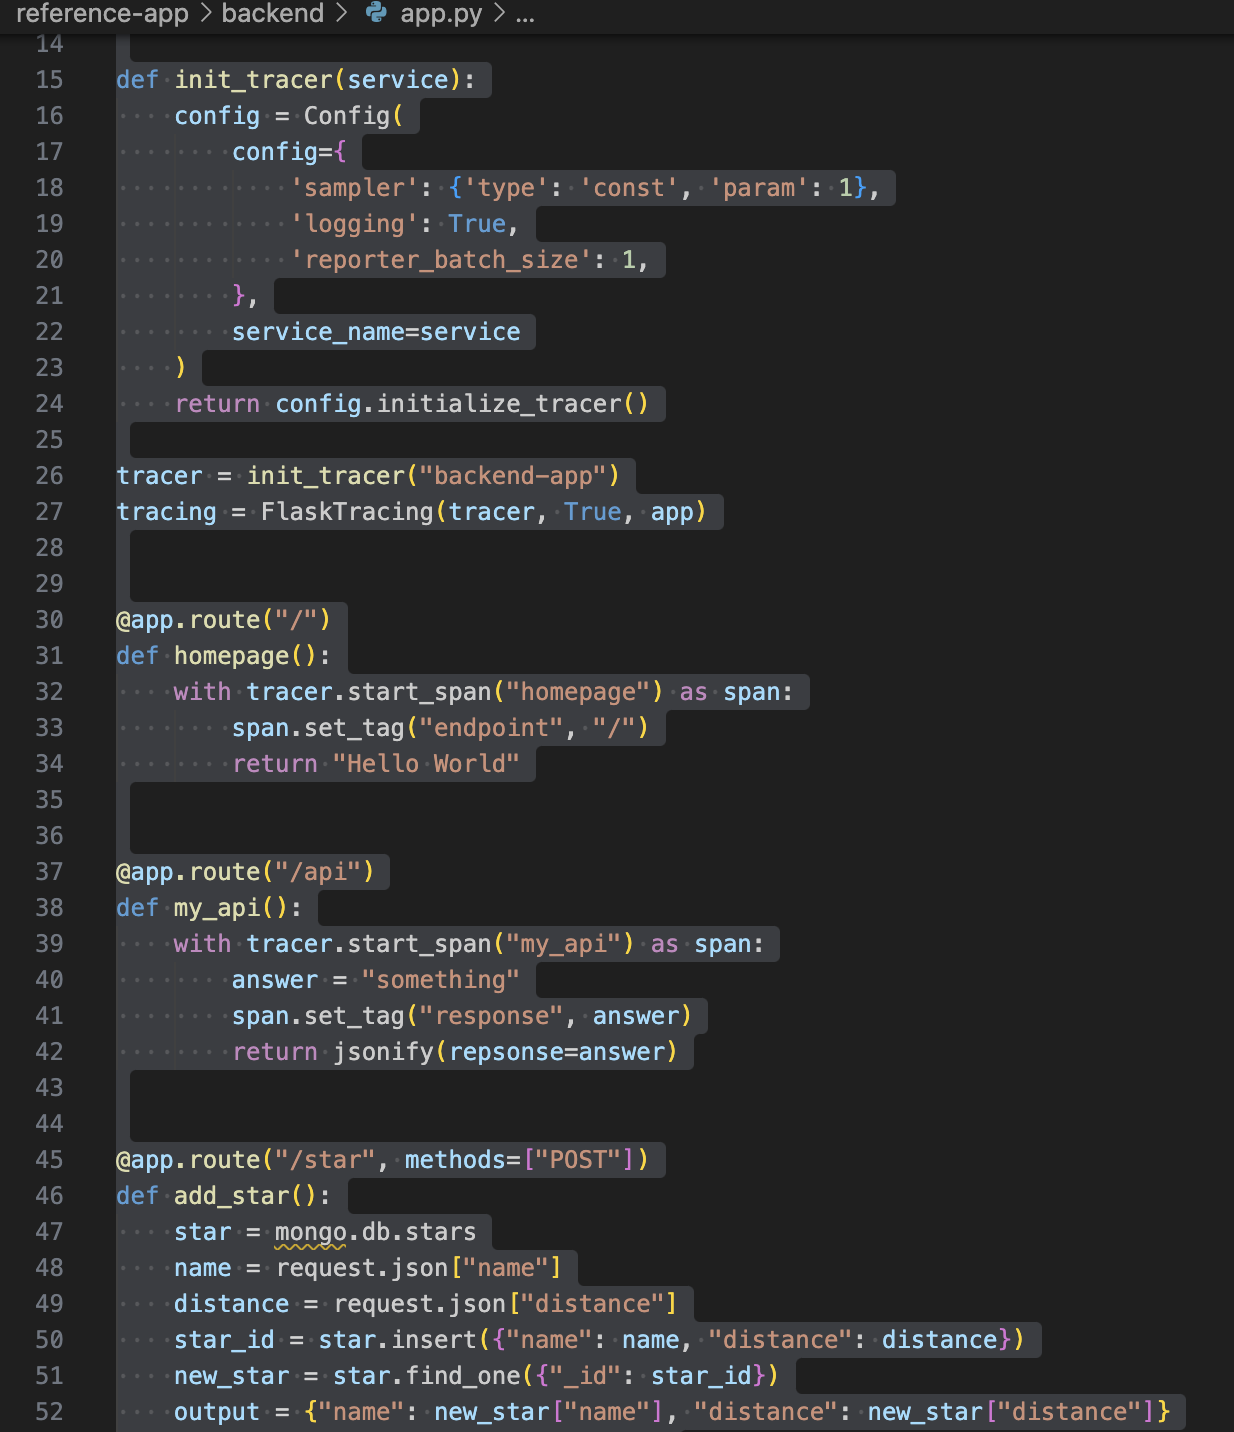 reference-app > backend > app.py > ...
14
15 def init_tracer(service):
16     config = Config(
17         config={
18             'sampler': {'type': 'const', 'param': 1},
19             'logging': True,
20             'reporter_batch_size': 1,
21         },
22         service_name=service
23     )
24     return config.initialize_tracer()
25
26 tracer = init_tracer("backend-app")
27 tracing = FlaskTracing(tracer, True, app)
28
29
30 @app.route("/")
31 def homepage():
32     with tracer.start_span("homepage") as span:
33         span.set_tag("endpoint", "/")
34         return "Hello World"
35
36
37 @app.route("/api")
38 def my_api():
39     with tracer.start_span("my_api") as span:
40         answer = "something"
41         span.set_tag("response", answer)
42         return jsonify(repsonse=answer)
43
44
45 @app.route("/star", methods=["POST"])
46 def add_star():
47     star = mongo.db.stars
48     name = request.json["name"]
49     distance = request.json["distance"]
50     star_id = star.insert({"name": name, "distance": distance})
51     new_star = star.find_one({"_id": star_id})
52     output = {"name": new_star["name"], "distance": new_star["distance"]}